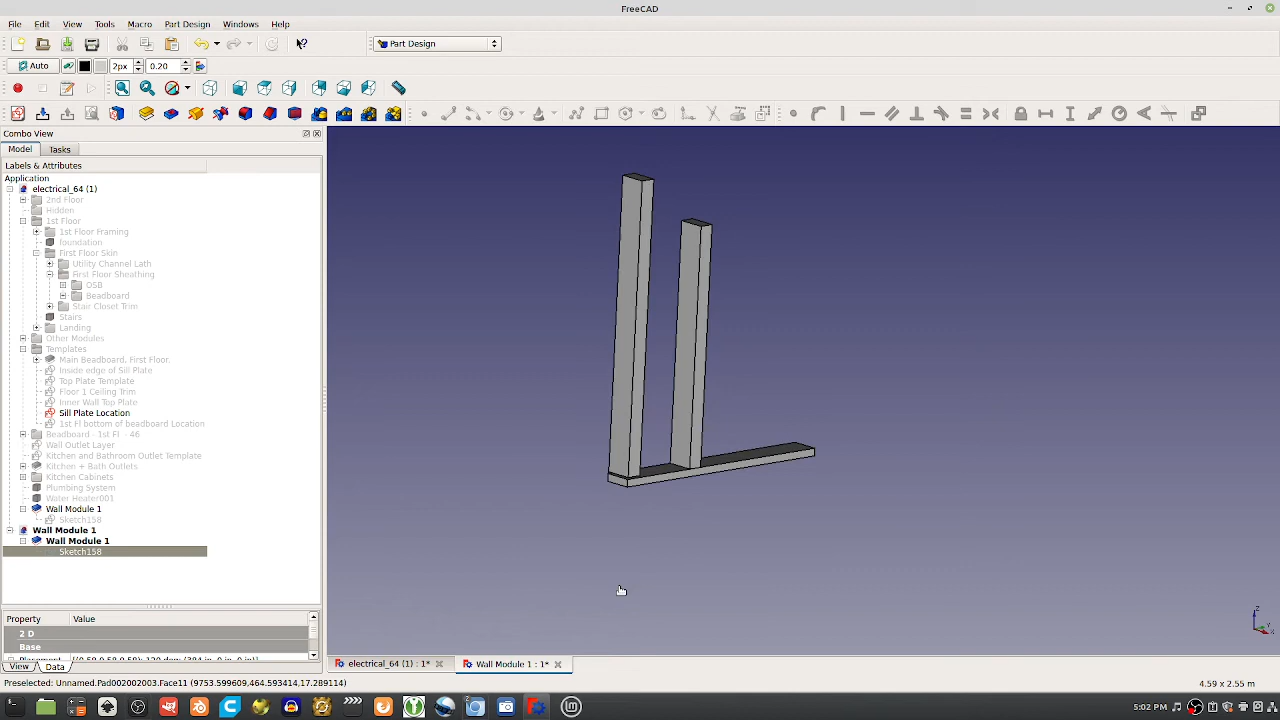 FreeCAD
File Edit View Tools Macro Part Design Windows Help
Part Design
Auto 2px 0.20
Combo View
Model Tasks
Labels & Attributes
Application
electrical_64 (1)
2nd Floor
Hidden
1st Floor
1st Floor Framing
foundation
First Floor Skin
Utility Channel Lath
First Floor Sheathing
OSB
Beadboard
Stair Closet Trim
Stairs
Landing
Other Modules
Templates
Main Beadboard, First Floor.
Inside edge of Sill Plate
Top Plate Template
Floor 1 Ceiling Trim
Inner Wall Top Plate
Sill Plate Location
1st Fl bottom of beadboard Location
Beadboard - 1st Fl - 46
Wall Outlet Layer
Kitchen and Bathroom Outlet Template
Kitchen + Bath Outlets
Kitchen Cabinets
Plumbing System
Water Heater001
Wall Module 1
Sketch158
Wall Module 1
Wall Module 1
Sketch158
Property Value
2 D
Base
View Data
electrical_64 (1) : 1* Wall Module 1 : 1*
Preselected: Unnamed.Pad002002003.Face11 (9753.599609,464.593414,17.289114) 4.59 x 2.55 m
5:02 PM